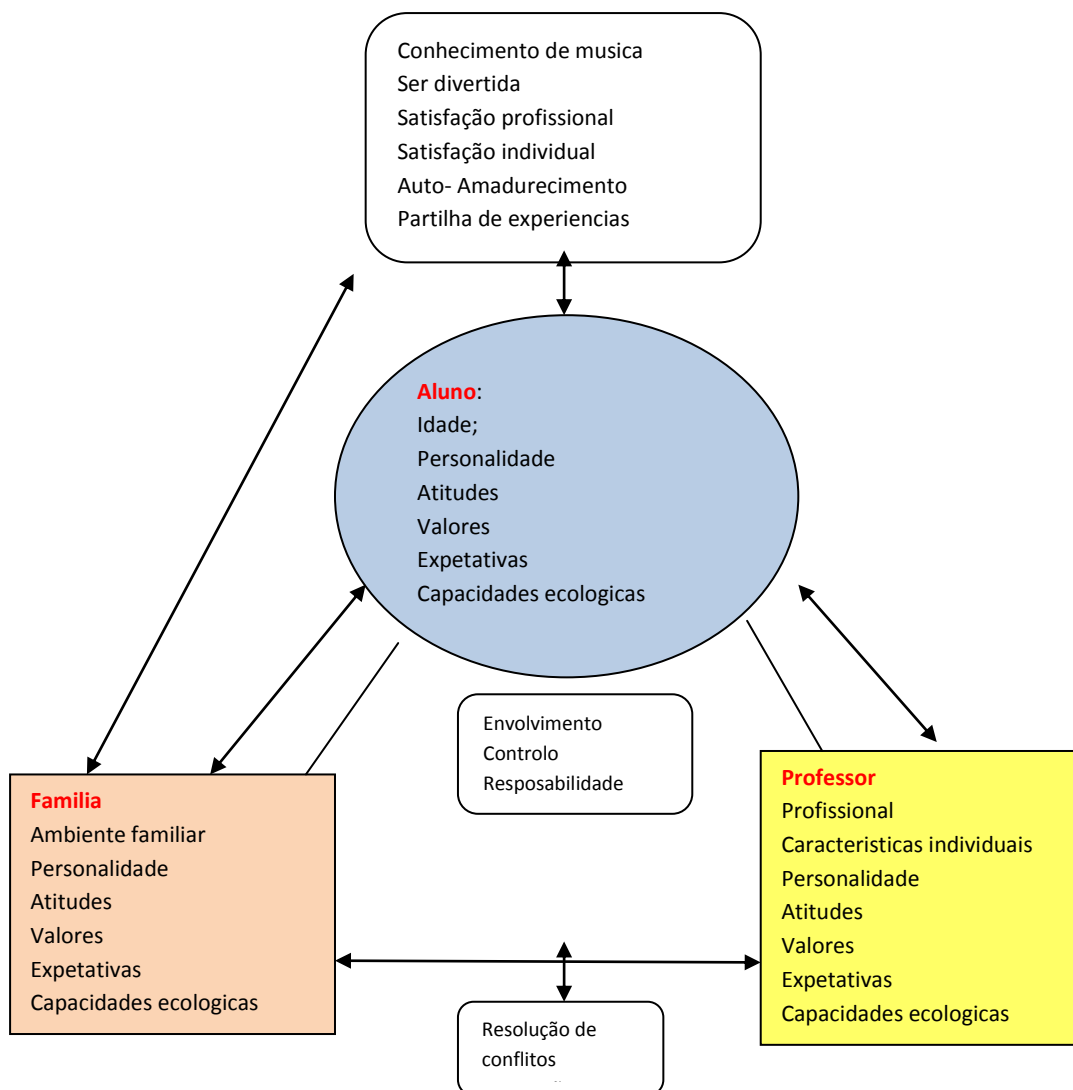 Conhecimento de musica
Ser divertida
Satisfação profissional
Satisfação individual
Auto- Amadurecimento
Partilha de experiencias
Aluno:
Idade;
Personalidade
Atitudes
Valores
Expetativas
Capacidades ecologicas
Envolvimento
Controlo
Resposabilidade
Familia
Ambiente familiar
Personalidade
Atitudes
Valores
Expetativas
Capacidades ecologicas
Professor
Profissional
Caracteristicas individuais
Personalidade
Atitudes
Valores
Expetativas
Capacidades ecologicas
Resolução de
conflitos